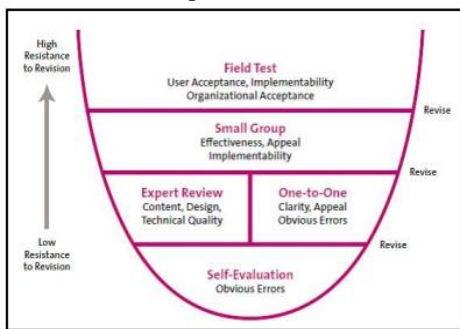 High
Resistance
to Revision
Field Test
User Acceptance, Implementability
Organizational Acceptance
Revise
Small Group
Effectiveness, Appeal
Implementability
Revise
Expert Review
Content, Design,
Technical Quality
One-to-One
Clarity, Appeal
Obvious Errors
Low
Resistance
to Revision
Revise
Self-Evaluation
Obvious Errors